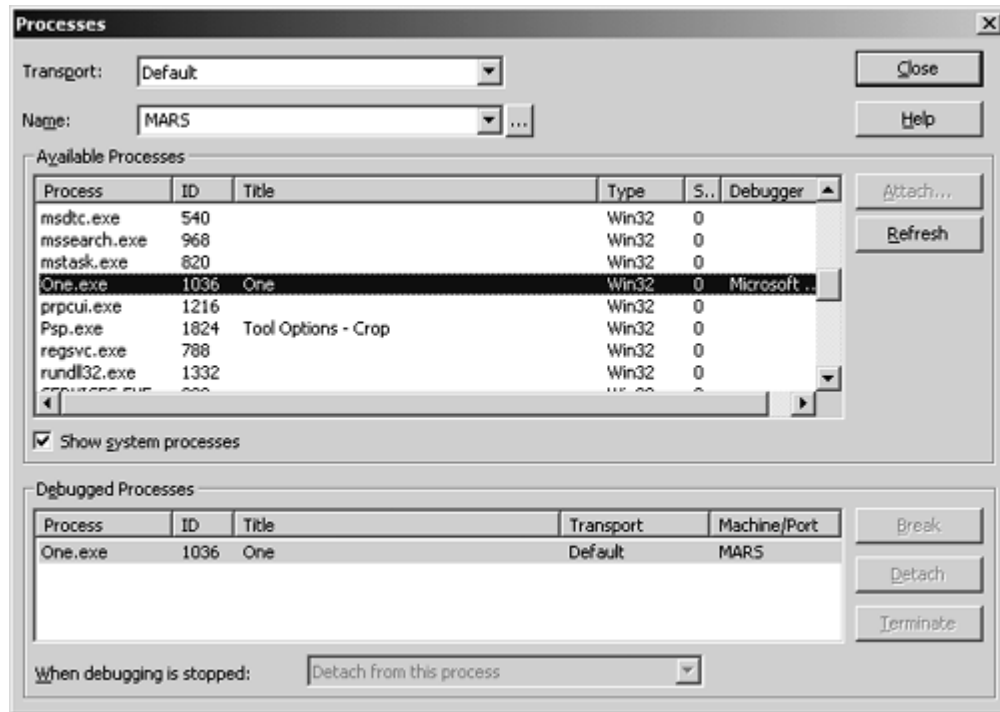 Processes
Transport: Default Close
Name: MARS ... Help
Available Processes
Process ID Title Type S.. Debugger Attach...
msdtc.exe 540 Win32 0
mssearch.exe 968 Win32 0 Refresh
mstask.exe 820 Win32 0
One.exe 1036 One Win32 0 Microsoft ..
prpcui.exe 1216 Win32 0
Psp.exe 1824 Tool Options - Crop Win32 0
regsvc.exe 788 Win32 0
rundll32.exe 1332 Win32 0
Show system processes
Debugged Processes
Process ID Title Transport Machine/Port Break
One.exe 1036 One Default MARS
Detach
Terminate
When debugging is stopped: Detach from this process